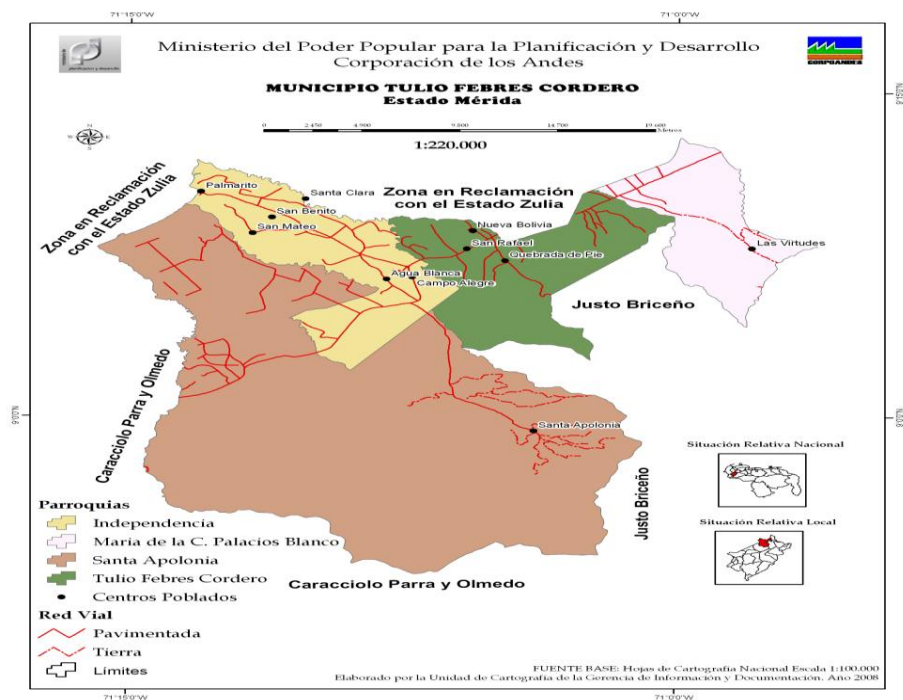 71°15'W
71°0'W
Ministerio del Poder Popular para la Planificación y Desarrollo
Corporación de los Andes
CORPOANDES
MUNICIPIO TULIO FEBRES CORDERO
Estado Mérida
9°15'0"N
N
W
E
S
0 2.450 4.900 9.800 14.700 19.600
Metros
1:220.000
Zona en Reclamación
con el Estado Zulia
Palmarito
Santa Clara
Zona en Reclamación
con el Estado Zulia
San Benito
San Mateo
Nueva Bolivia
San Rafael
Quebrada de Pie
Las Virtudes
Agua Blanca
Campo Alegre
Justo Briceño
Caracciolo Parra y Olmedo
9°0'0"N
9°0'0"N
Santa Apolonia
Situación Relativa Nacional
Justo Briceño
Situación Relativa Local
Parroquias
Independencia
María de la C. Palacios Blanco
Santa Apolonia
Tulio Febres Cordero
Centros Poblados
Caracciolo Parra y Olmedo
Red Vial
Pavimentada
Tierra
Límites
FUENTE BASE: Hojas de Cartografía Nacional Escala 1:100.000
Elaborado por la Unidad de Cartografía de la Gerencia de Información y Documentación. Año 2008
71°15'W
71°0'W